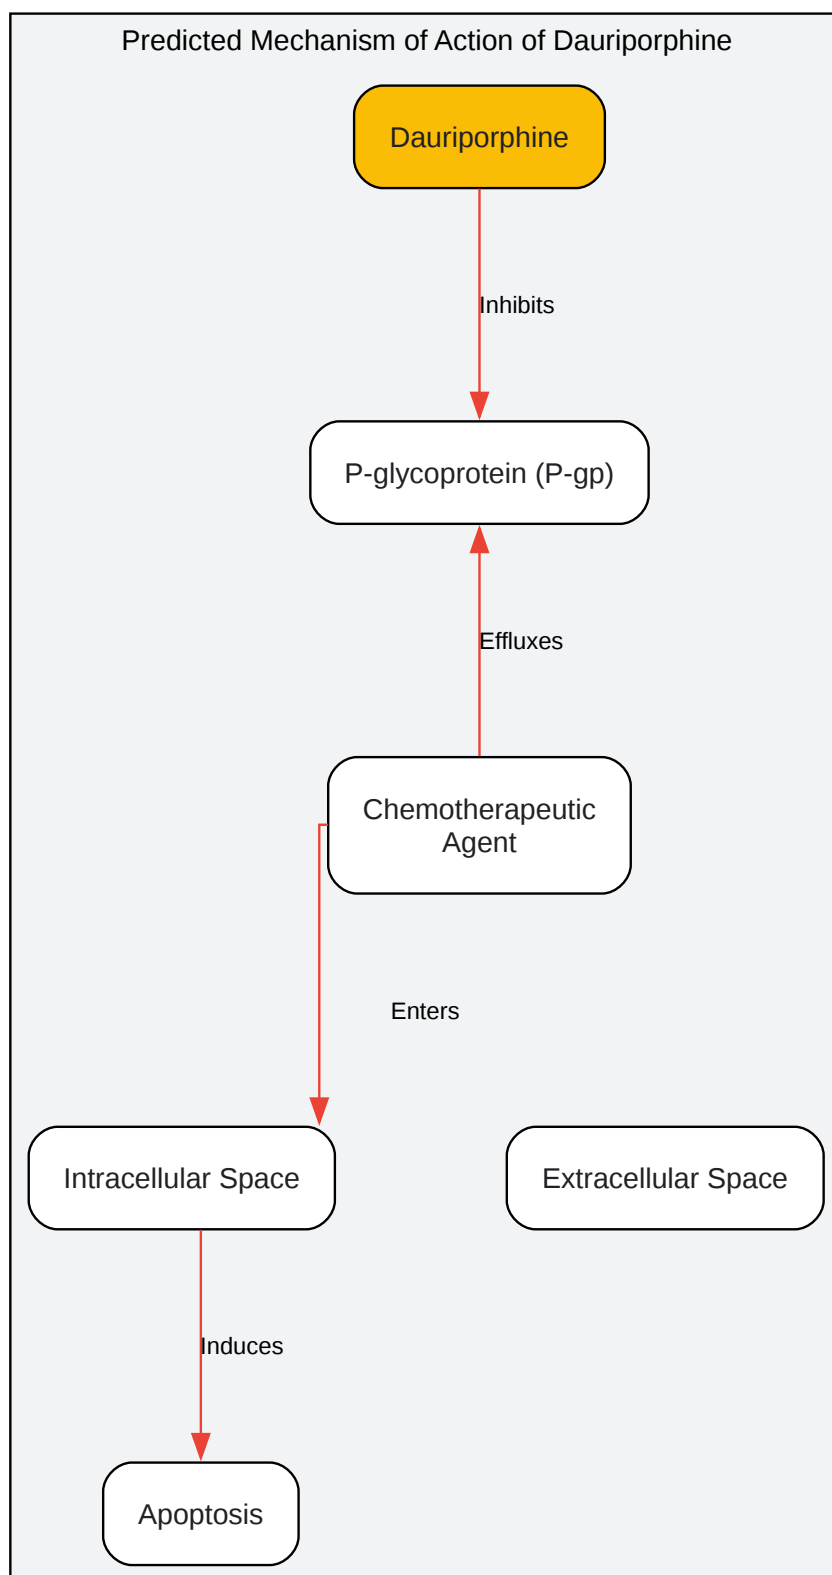 Predicted Mechanism of Action of Dauriporphine
Dauriporphine
Inhibits
P-glycoprotein (P-gp)
Effluxes
Chemotherapeutic
Agent
Enters
Intracellular Space
Extracellular Space
Induces
Apoptosis